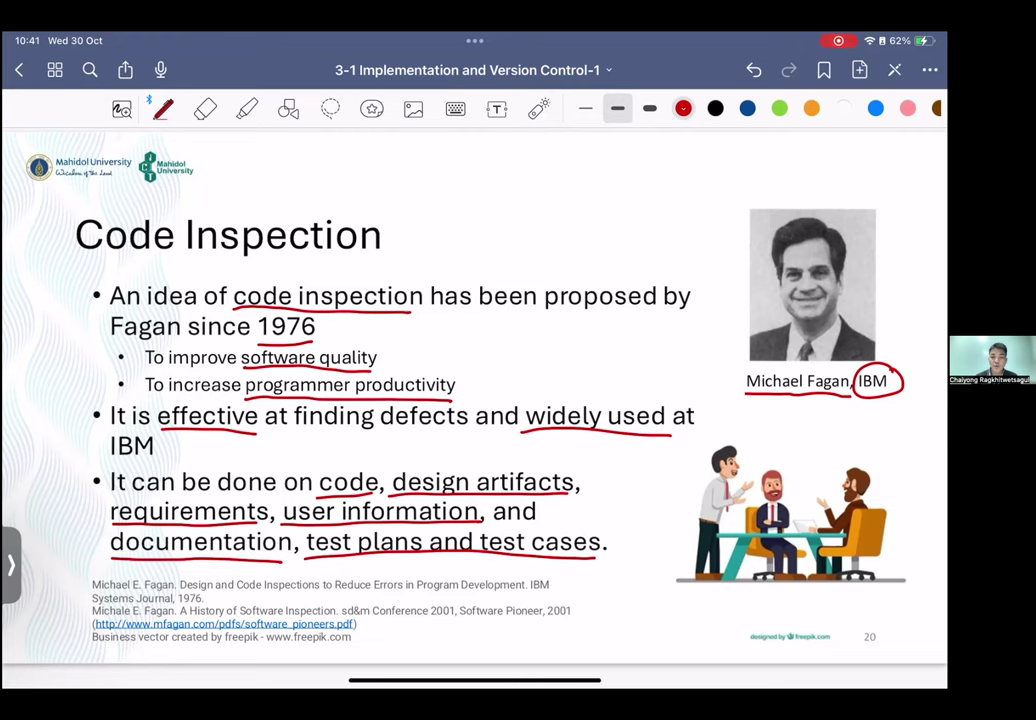 10:41 Wed 30 Oct
62%
3-1 Implementation and Version Control-1
Mahidol University
Wisdom of the Land
ICT
Mahidol
University
Code Inspection
• An idea of code inspection has been proposed by
Fagan since 1976
• To improve software quality
• To increase programmer productivity
• It is effective at finding defects and widely used at
IBM
• It can be done on code, design artifacts,
requirements, user information, and
documentation, test plans and test cases.
Michael Fagan, IBM
Chaiyong Ragkhitwetsagul
Michael E. Fagan. Design and Code Inspections to Reduce Errors in Program Development. IBM
Systems Journal, 1976.
Michale E. Fagan. A History of Software Inspection. sd&m Conference 2001, Software Pioneer, 2001
(http://www.mfagan.com/pdfs/software_pioneers.pdf)
Business vector created by freepik - www.freepik.com
designed by freepik.com
20